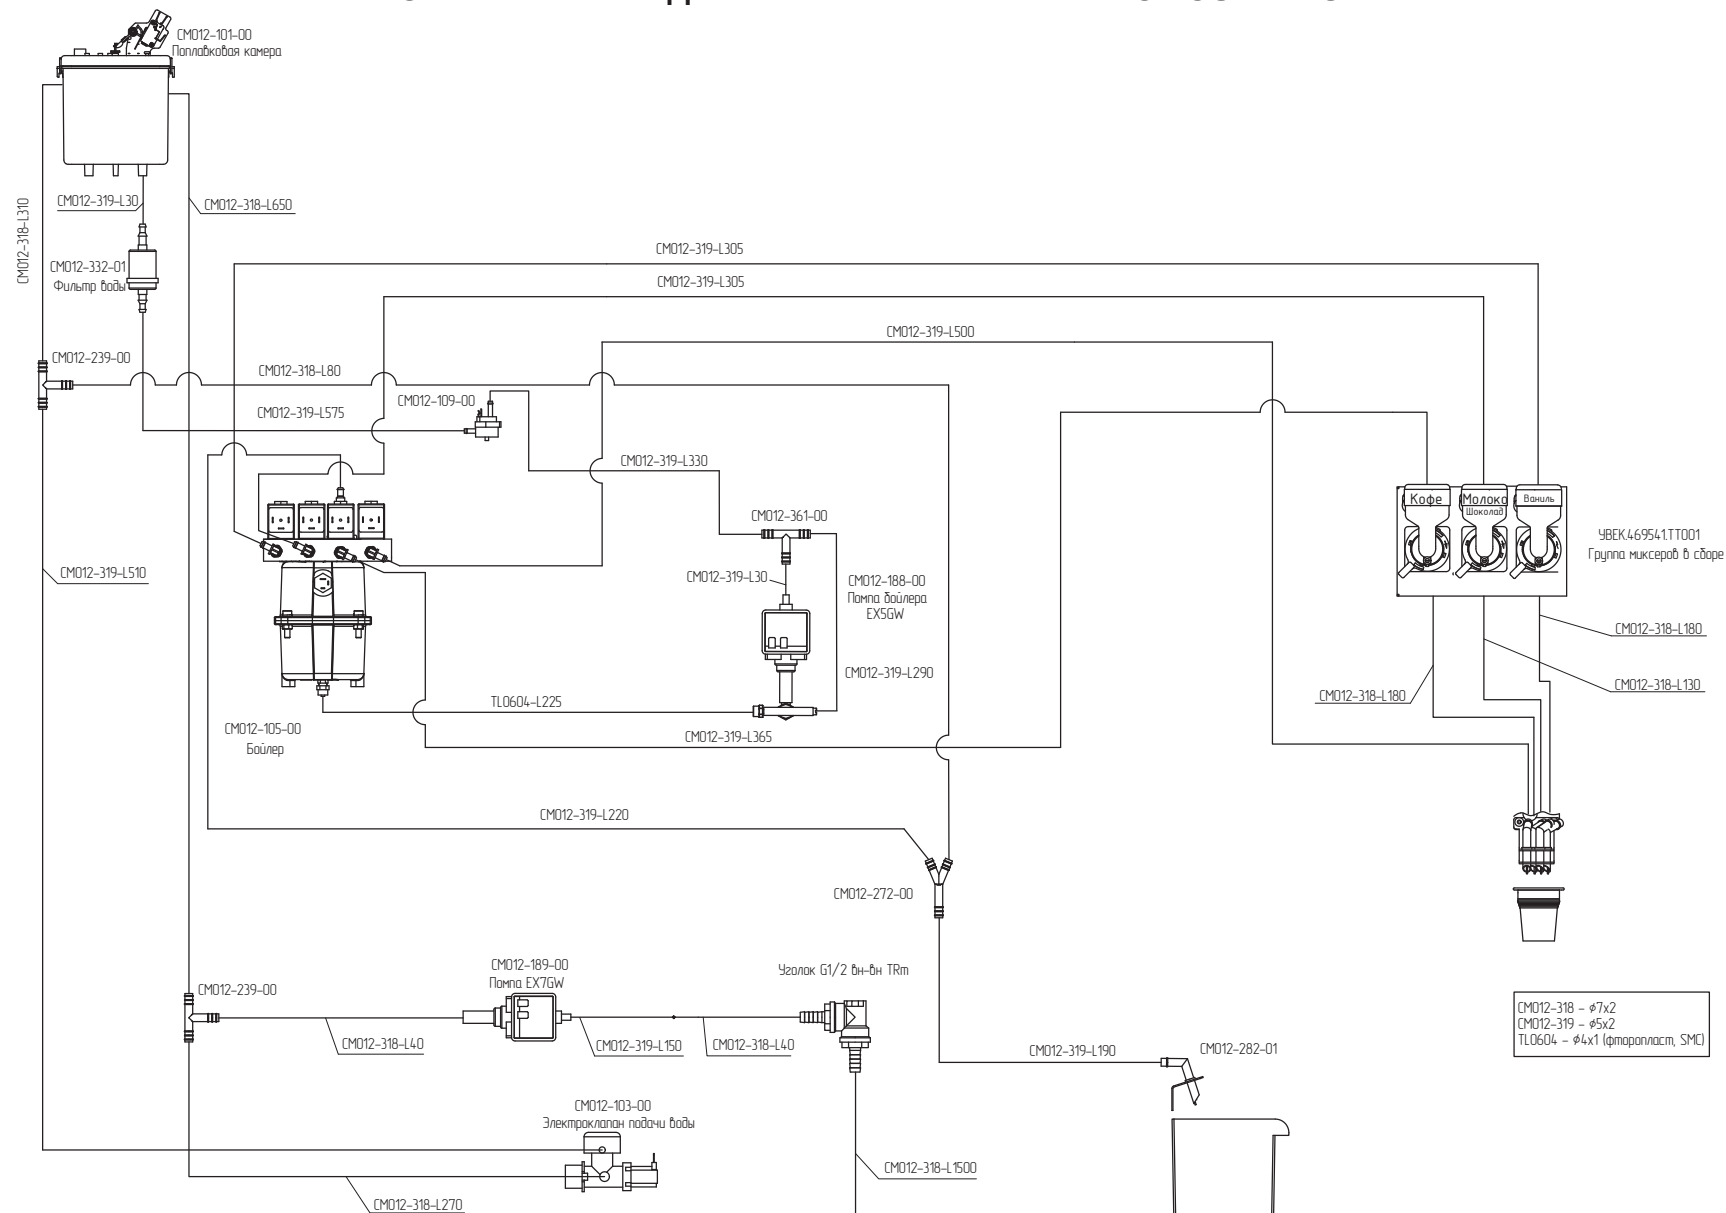 СМ012-101-00
Поплавковая камера
СМ012-319-L30
СМ012-318-L650
СМ012-318-L310
СМ012-332-01
Фильтр воды
СМ012-319-L305
СМ012-319-L305
СМ012-319-L500
СМ012-239-00
СМ012-318-L80
СМ012-319-L575
СМ012-109-00
СМ012-319-L330
СМ012-361-00
СМ012-319-L510
СМ012-319-L30
СМ012-188-00
Помпа бойлера
EX5GW
СМ012-319-L290
TL0604-L225
СМ012-105-00
Бойлер
СМ012-319-L365
Кофе
Молоко
Шоколад
Ваниль
УВЕК.469541.ТТ001
Группа миксеров в сборе
СМ012-318-L180
СМ012-318-L130
СМ012-318-L180
СМ012-319-L220
СМ012-272-00
СМ012-189-00
Помпа EX7GW
Уголок G1/2 вн-вн TRm
СМ012-239-00
СМ012-318-L40
СМ012-319-L150
СМ012-318-L40
СМ012-319-L190
СМ012-282-01
СМ012-318 - ϕ7x2
СМ012-319 - ϕ5x2
TL0604 - ϕ4x1 (фторопласт, SMC)
СМ012-103-00
Электроклапан подачи воды
СМ012-318-L270
СМ012-318-L1500